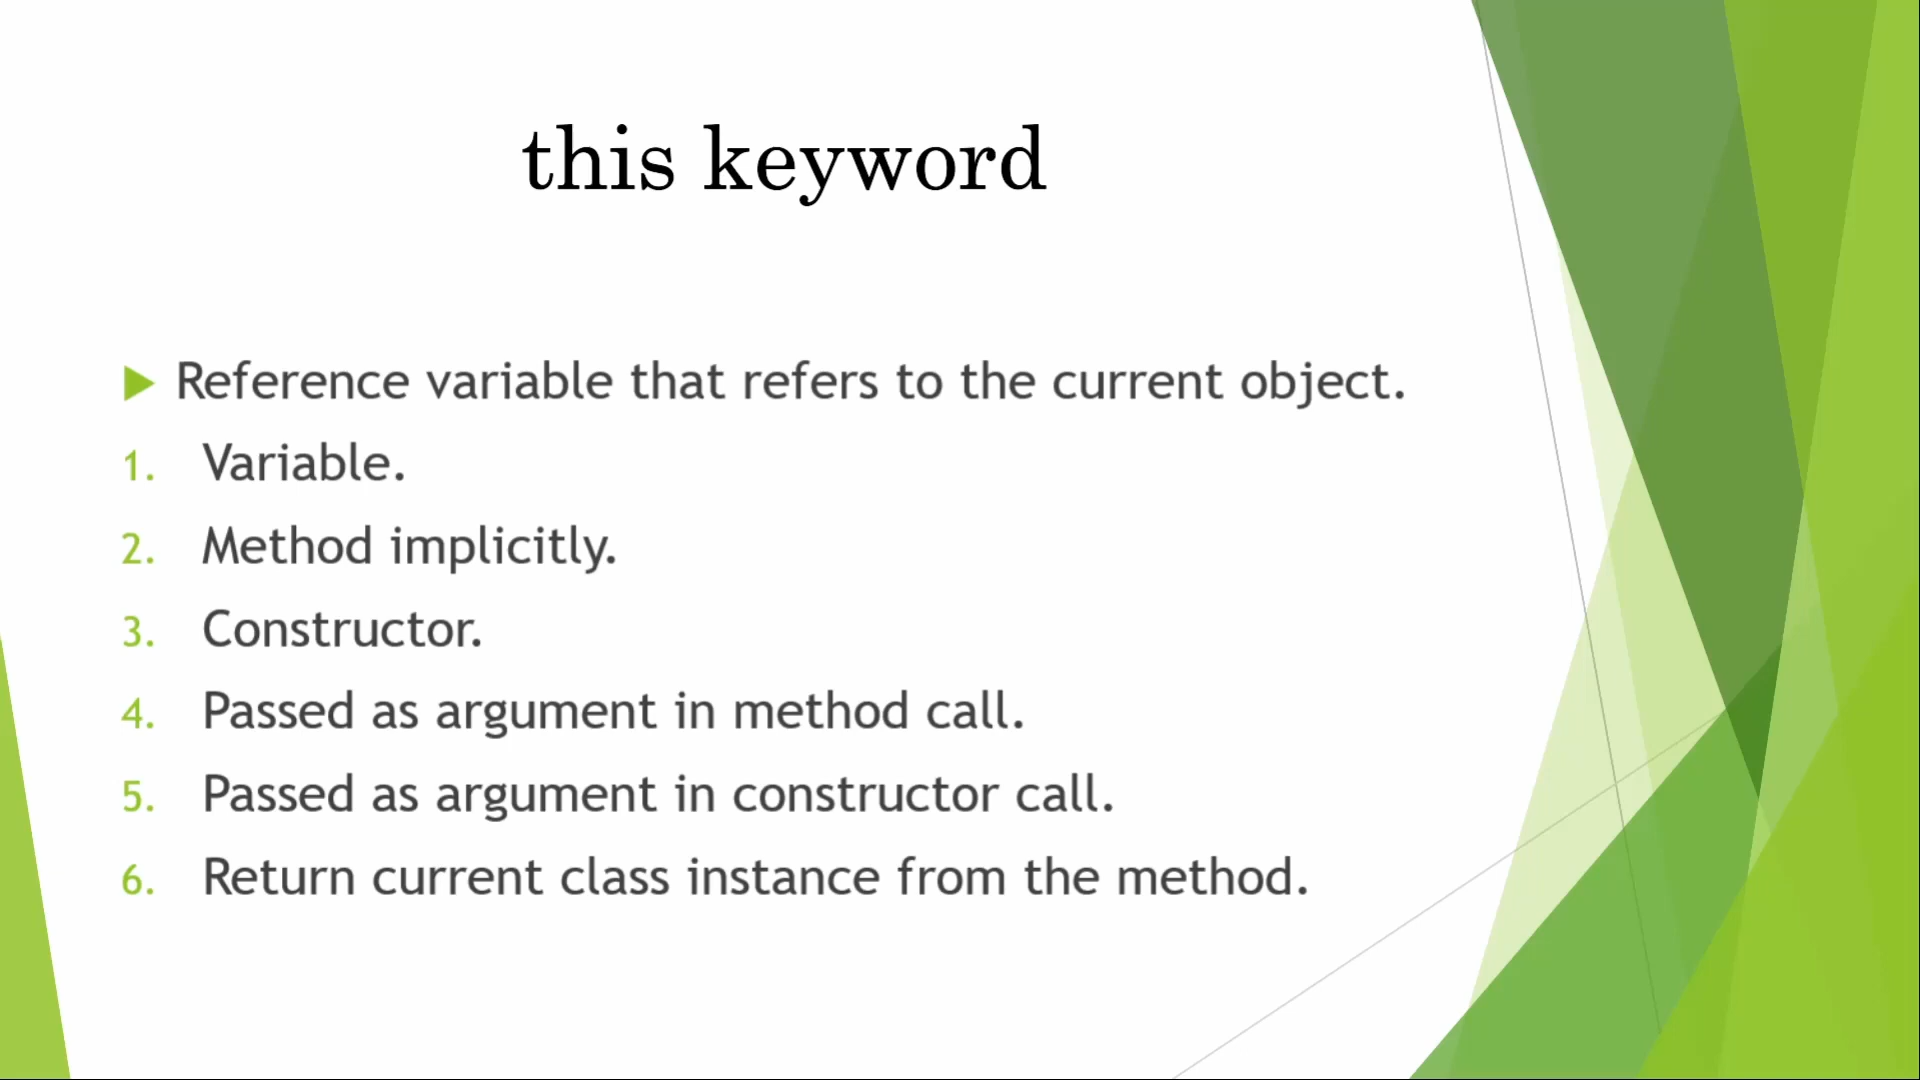 this keyword
Reference variable that refers to the current object.
1. Variable.
2. Method implicitly.
3. Constructor.
4. Passed as argument in method call.
5. Passed as argument in constructor call.
6. Return current class instance from the method.